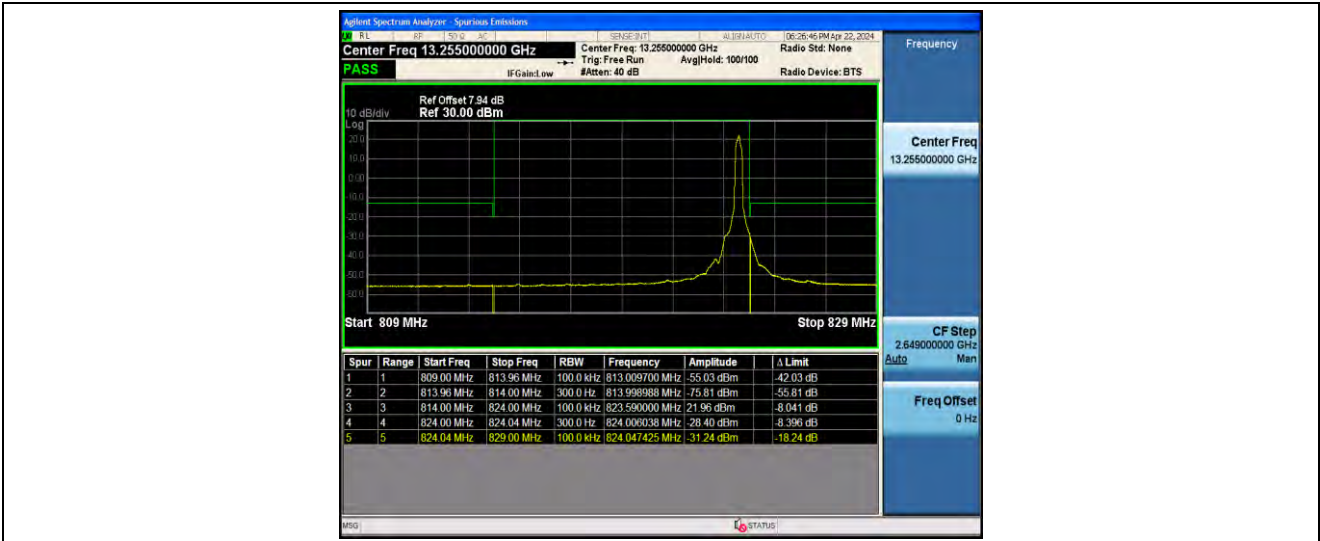 Agilent Spectrum Analyzer - Spurious Emissions
RL RF 50 Ω AC SENSE:INT ALIGN AUTO 06:26:46 PM Apr 22, 2024
Center Freq 13.255000000 GHz
Center Freq: 13.255000000 GHz Radio Std: None
Trig: Free Run Avg|Hold: 100/100
PASS IFGain:Low #Atten: 40 dB Radio Device: BTS
Ref Offset 7.94 dB
10 dB/div Ref 30.00 dBm
Log
20.0
10.0
0.00
-10.0
-20.0
-30.0
-40.0
-50.0
-60.0
Start 809 MHz Stop 829 MHz
Spur Range Start Freq Stop Freq RBW Frequency Amplitude Δ Limit
1 1 809.00 MHz 813.96 MHz 100.0 kHz 813.009700 MHz -55.03 dBm -42.03 dB
2 2 813.96 MHz 814.00 MHz 300.0 Hz 813.998988 MHz -75.81 dBm -55.81 dB
3 3 814.00 MHz 824.00 MHz 100.0 kHz 823.590000 MHz 21.96 dBm -8.041 dB
4 4 824.00 MHz 824.04 MHz 300.0 Hz 824.006038 MHz -28.40 dBm -8.396 dB
5 5 824.04 MHz 829.00 MHz 100.0 kHz 824.047425 MHz -31.24 dBm -18.24 dB
MSG STATUS
Frequency
Center Freq
13.255000000 GHz
CF Step
2.649000000 GHz
Auto Man
Freq Offset
0 Hz